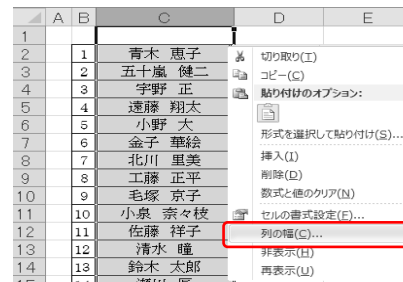 A B C D E
1
2 1 青木 恵子 切り取り(T)
3 2 五十嵐 健二 コピー(C)
4 3 宇野 正 貼り付けのオプション:
5 4 遠藤 翔太
6 5 小野 大 形式を選択して貼り付け(S)...
7 6 金子 華絵
8 7 北川 里美 挿入(I)
9 8 工藤 正平 削除(D)
10 9 毛塚 京子 数式と値のクリア(N)
11 10 小泉 奈々枝 セルの書式設定(F)...
12 11 佐藤 祥子 列の幅(C)...
13 12 清水 瞳 非表示(H)
14 13 鈴木 太郎 再表示(U)